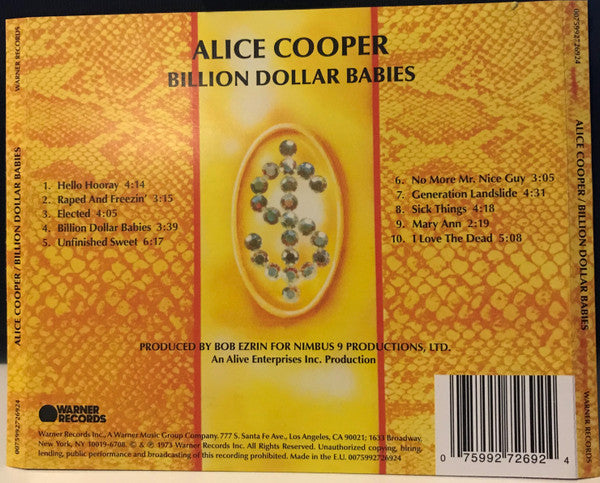 ALICE COOPER
BILLION DOLLAR BABIES
1. Hello Hooray 4:14
2. Raped And Freezin' 3:15
3. Elected 4:05
4. Billion Dollar Babies 3:39
5. Unfinished Sweet 6:17
6. No More Mr. Nice Guy 3:05
7. Generation Landslide 4:31
8. Sick Things 4:18
9. Mary Ann 2:19
10. I Love The Dead 5:08
PRODUCED BY BOB EZRIN FOR NIMBUS 9 PRODUCTIONS, LTD.
An Alive Enterprises Inc. Production
WARNER
RECORDS
Warner Records Inc., A Warner Music Group Company. 777 S. Santa Fe Ave., Los Angeles, CA 90021; 1633 Broadway,
New York, NY 10019-6708. © & ℗ 1973 Warner Records Inc. All Rights Reserved. Unauthorized copying, hiring,
lending, public performance and broadcasting of this recording prohibited. Made in the E.U. 0075992726924
0 75992 72692 4
WARNER RECORDS
ALICE COOPER / BILLION DOLLAR BABIES
0075992726924
0075992726924
ALICE COOPER / BILLION DOLLAR BABIES
WARNER RECORDS